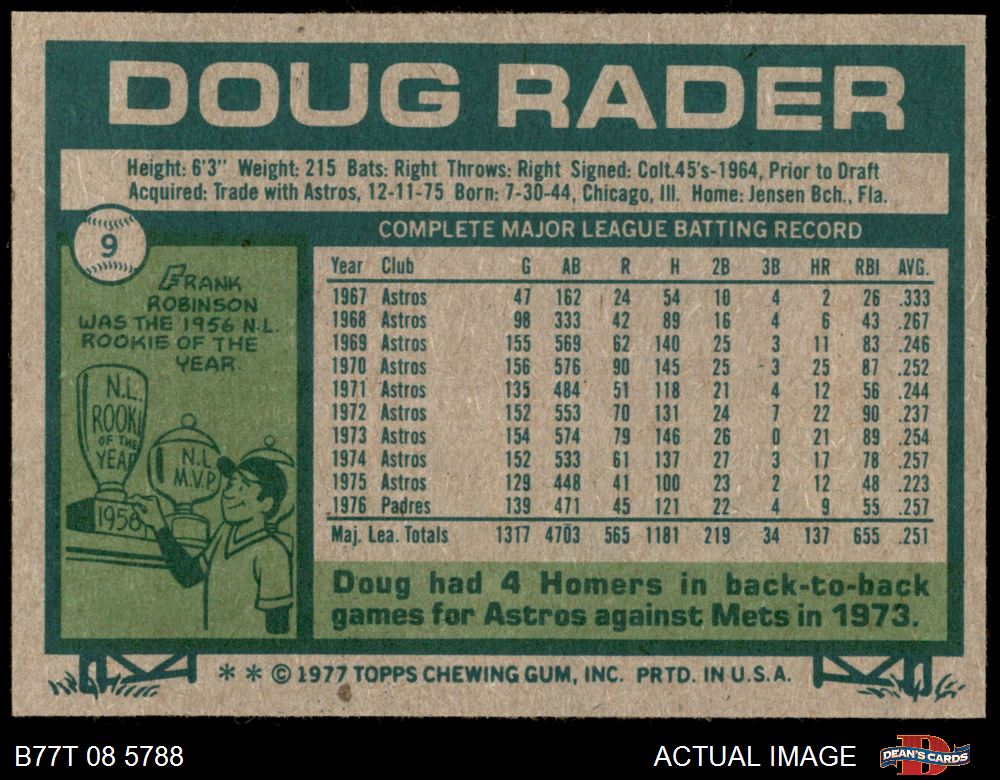 DOUG RADER
Height: 6'3" Weight: 215 Bats: Right Throws: Right Signed: Colt.45's-1964, Prior to Draft
Acquired: Trade with Astros, 12-11-75 Born: 7-30-44, Chicago, Ill. Home: Jensen Bch., Fla.
9
FRANK
ROBINSON
WAS THE 1956 N.L.
ROOKIE OF THE
YEAR.
N.L.
ROOKI
OF THE
YEAR
N.L.
M.V.P
1958
COMPLETE MAJOR LEAGUE BATTING RECORD
Year Club G AB R H 2B 3B HR RBI AVG.
1967 Astros 47 162 24 54 10 4 2 26 .333
1968 Astros 98 333 42 89 16 4 6 43 .267
1969 Astros 155 569 62 140 25 3 11 83 .246
1970 Astros 156 576 90 145 25 3 25 87 .252
1971 Astros 135 484 51 118 21 4 12 56 .244
1972 Astros 152 553 70 131 24 7 22 90 .237
1973 Astros 154 574 79 146 26 0 21 89 .254
1974 Astros 152 533 61 137 27 3 17 78 .257
1975 Astros 129 448 41 100 23 2 12 48 .223
1976 Padres 139 471 45 121 22 4 9 55 .257
Maj. Lea. Totals 1317 4703 565 1181 219 34 137 655 .251
Doug had 4 Homers in back-to-back
games for Astros against Mets in 1973.
* * © 1977 TOPPS CHEWING GUM, INC. PRTD. IN U.S.A.
B77T 08 5788
ACTUAL IMAGE
D
DEAN'S CARDS